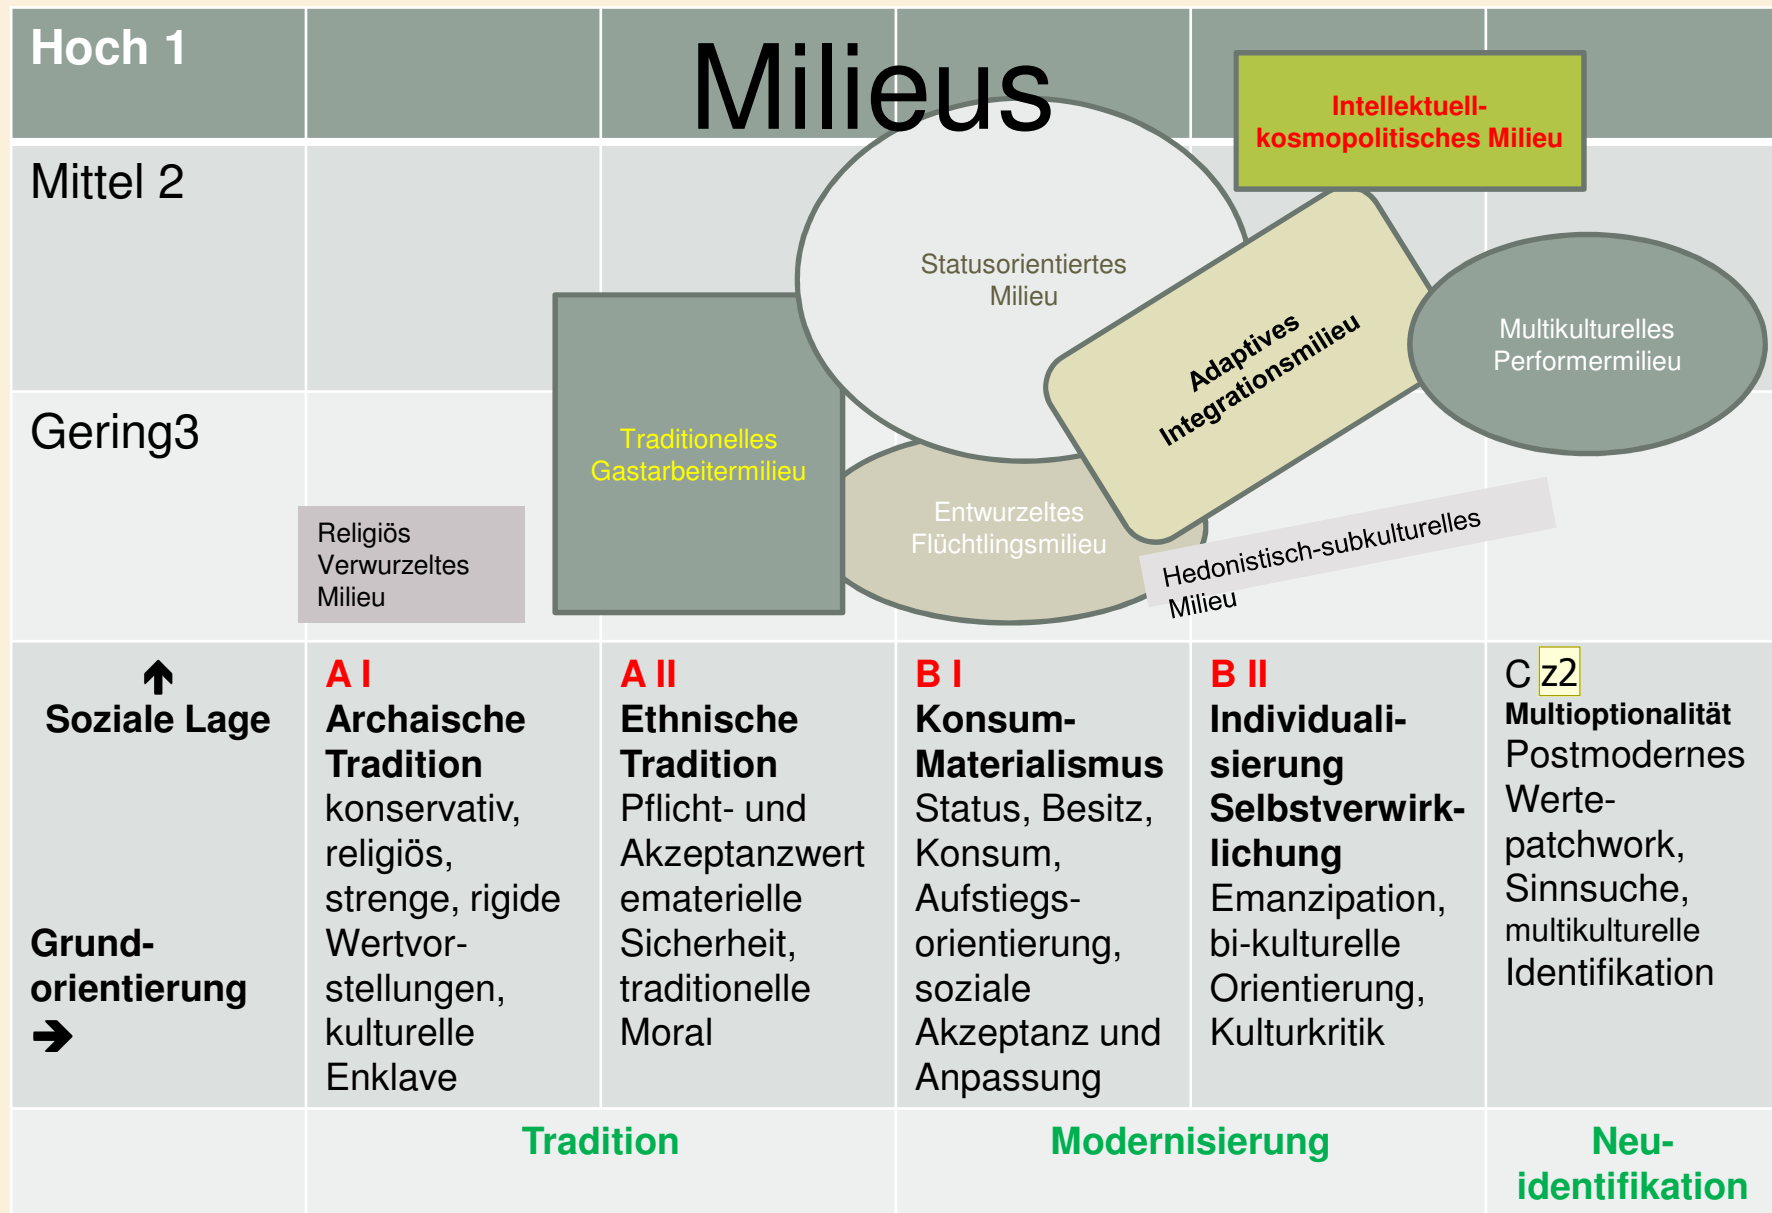 Hoch 1
Milieus
Intellektuell-
kosmopolitisches Milieu
Mittel 2
Statusorientiertes
Milieu
Adaptives
Integrationsmilieu
Multikulturelles
Performermilieu
Gering3
Traditionelles
Gastarbeitermilieu
Entwurzeltes
Flüchtlingsmilieu
Religiös
Verwurzeltes
Milieu
Hedonistisch-subkulturelles
Milieu
🡩
Soziale Lage
Grund-
orientierung
➔
A I
Archaische
Tradition
konservativ,
religiös,
strenge, rigide
Wertvor-
stellungen,
kulturelle
Enklave
A II
Ethnische
Tradition
Pflicht- und
Akzeptanzwert
ematerielle
Sicherheit,
traditionelle
Moral
B I
Konsum-
Materialismus
Status, Besitz,
Konsum,
Aufstiegs-
orientierung,
soziale
Akzeptanz und
Anpassung
B II
Individuali-
sierung
Selbstverwirk-
lichung
Emanzipation,
bi-kulturelle
Orientierung,
Kulturkritik
C z2
Multioptionalität
Postmodernes
Werte-
patchwork,
Sinnsuche,
multikulturelle
Identifikation
Tradition
Modernisierung
Neu-
identifikation